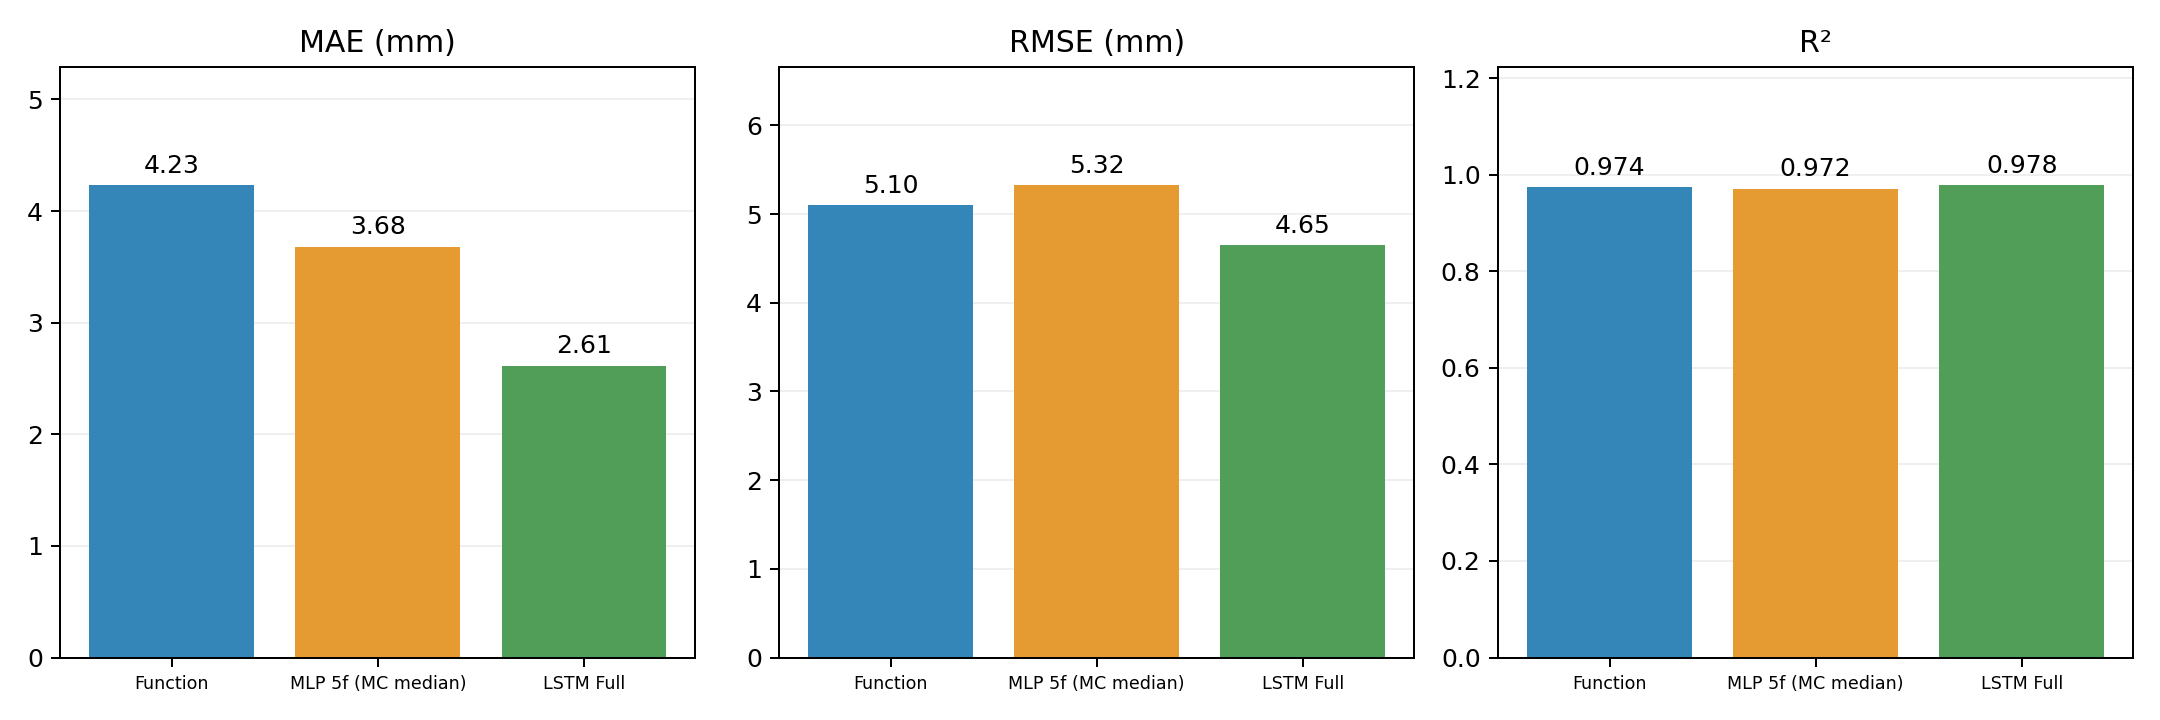 MAE (mm)
5
4
3
2
1
0
4.23
3.68
2.61
Function
MLP 5f (MC median)
LSTM Full
RMSE (mm)
6
5
4
3
2
1
0
5.10
5.32
4.65
Function
MLP 5f (MC median)
LSTM Full
R²
1.2
1.0
0.8
0.6
0.4
0.2
0.0
0.974
0.972
0.978
Function
MLP 5f (MC median)
LSTM Full